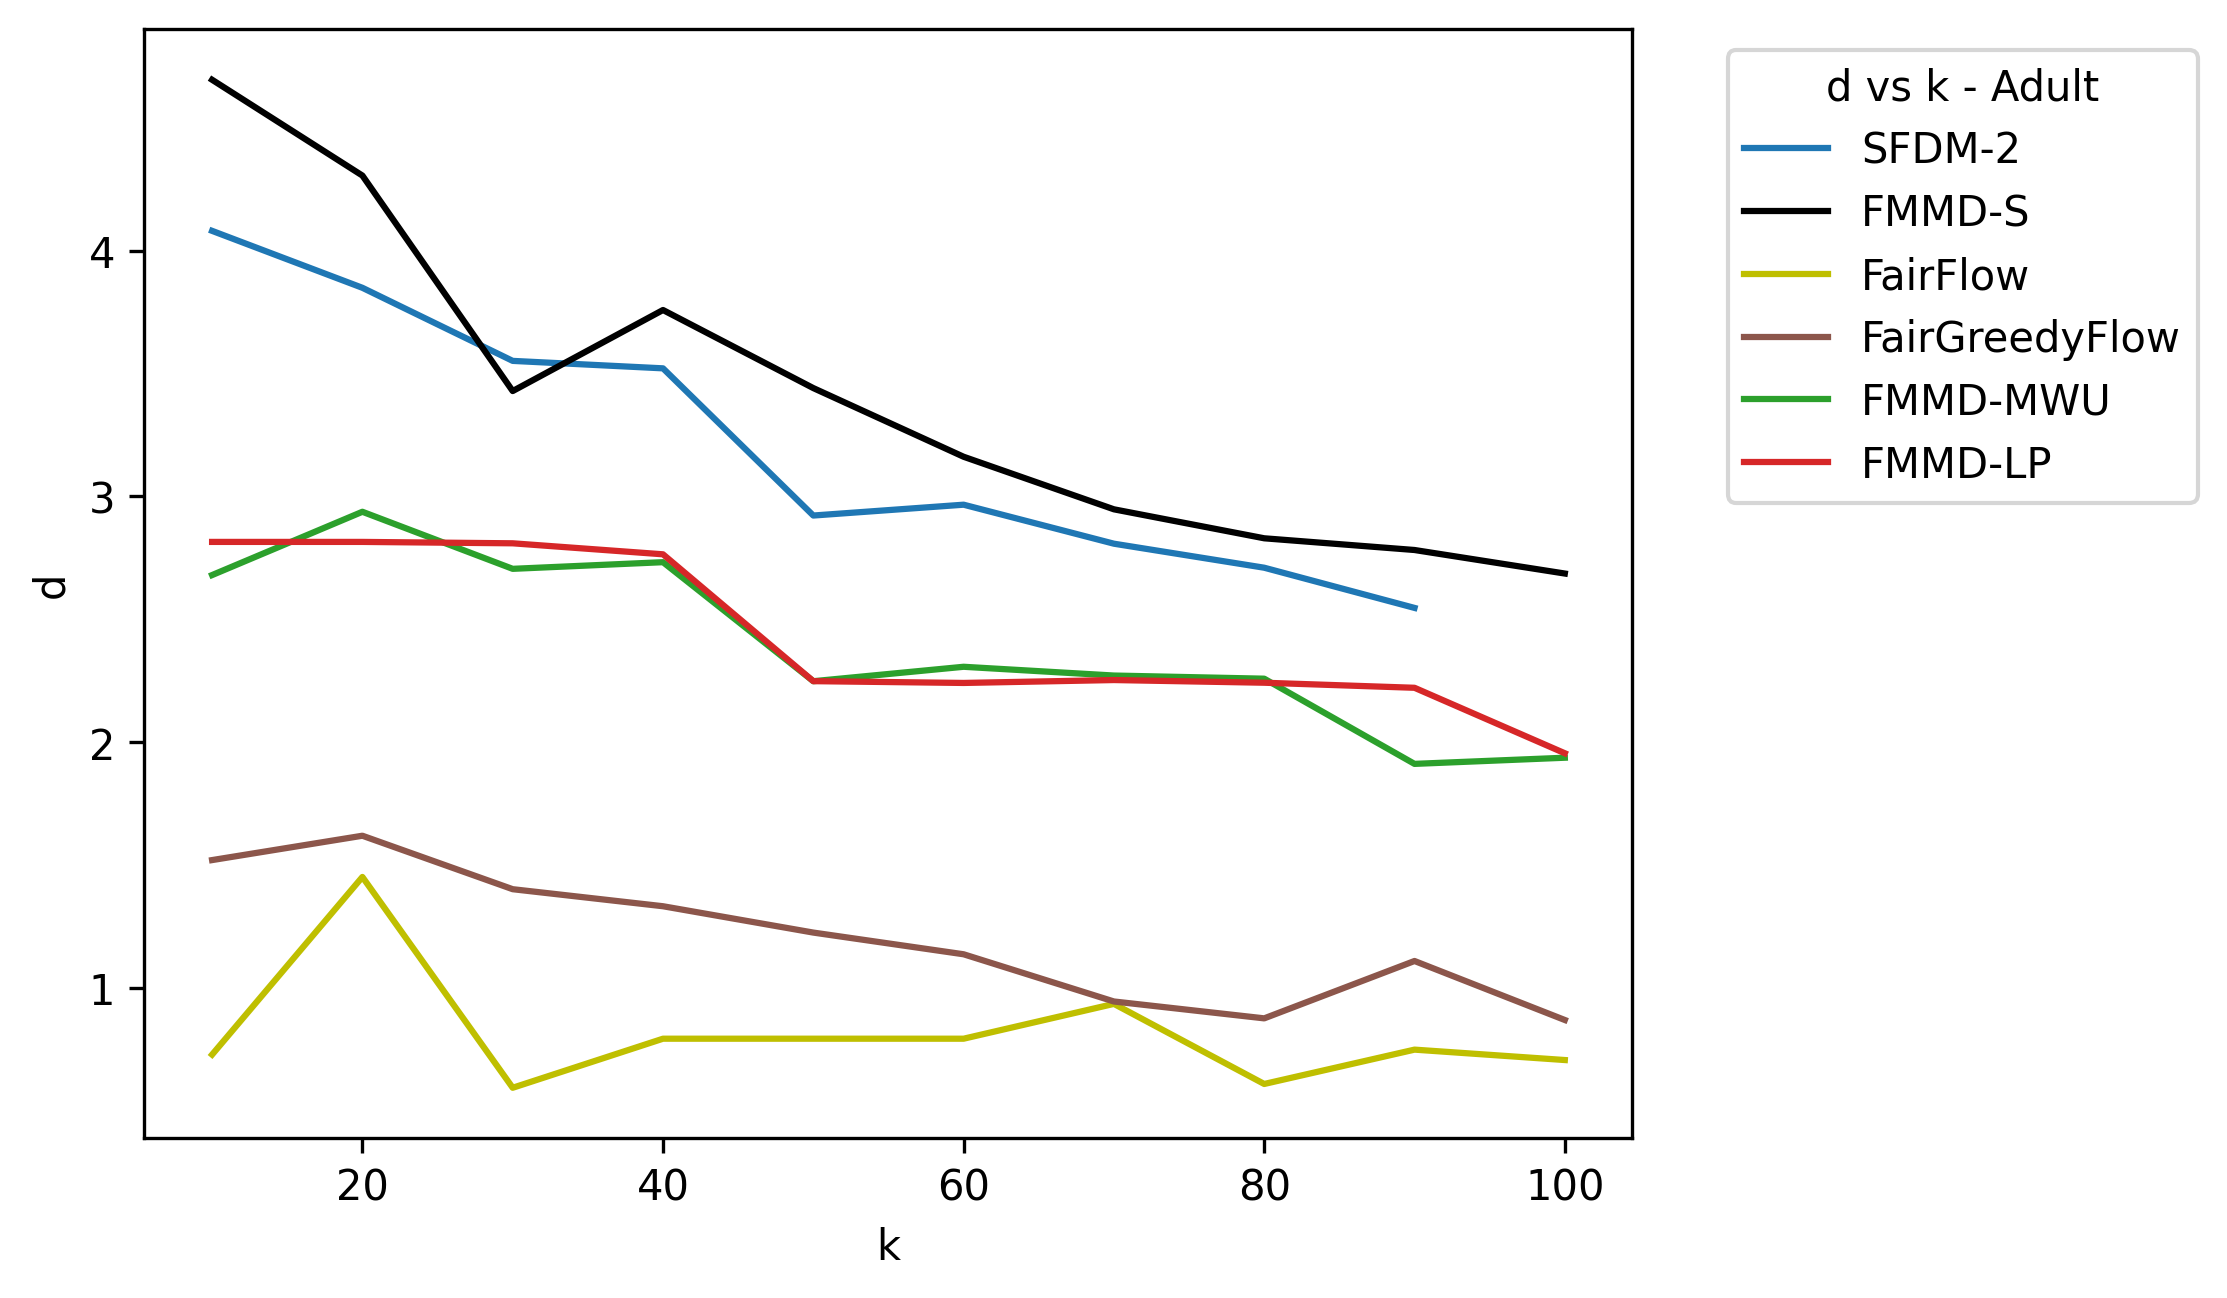 d vs k - Adult
SFDM-2
FMMD-S
FairFlow
FairGreedyFlow
FMMD-MWU
FMMD-LP
4
3
2
1
d
20 40 60 80 100
k